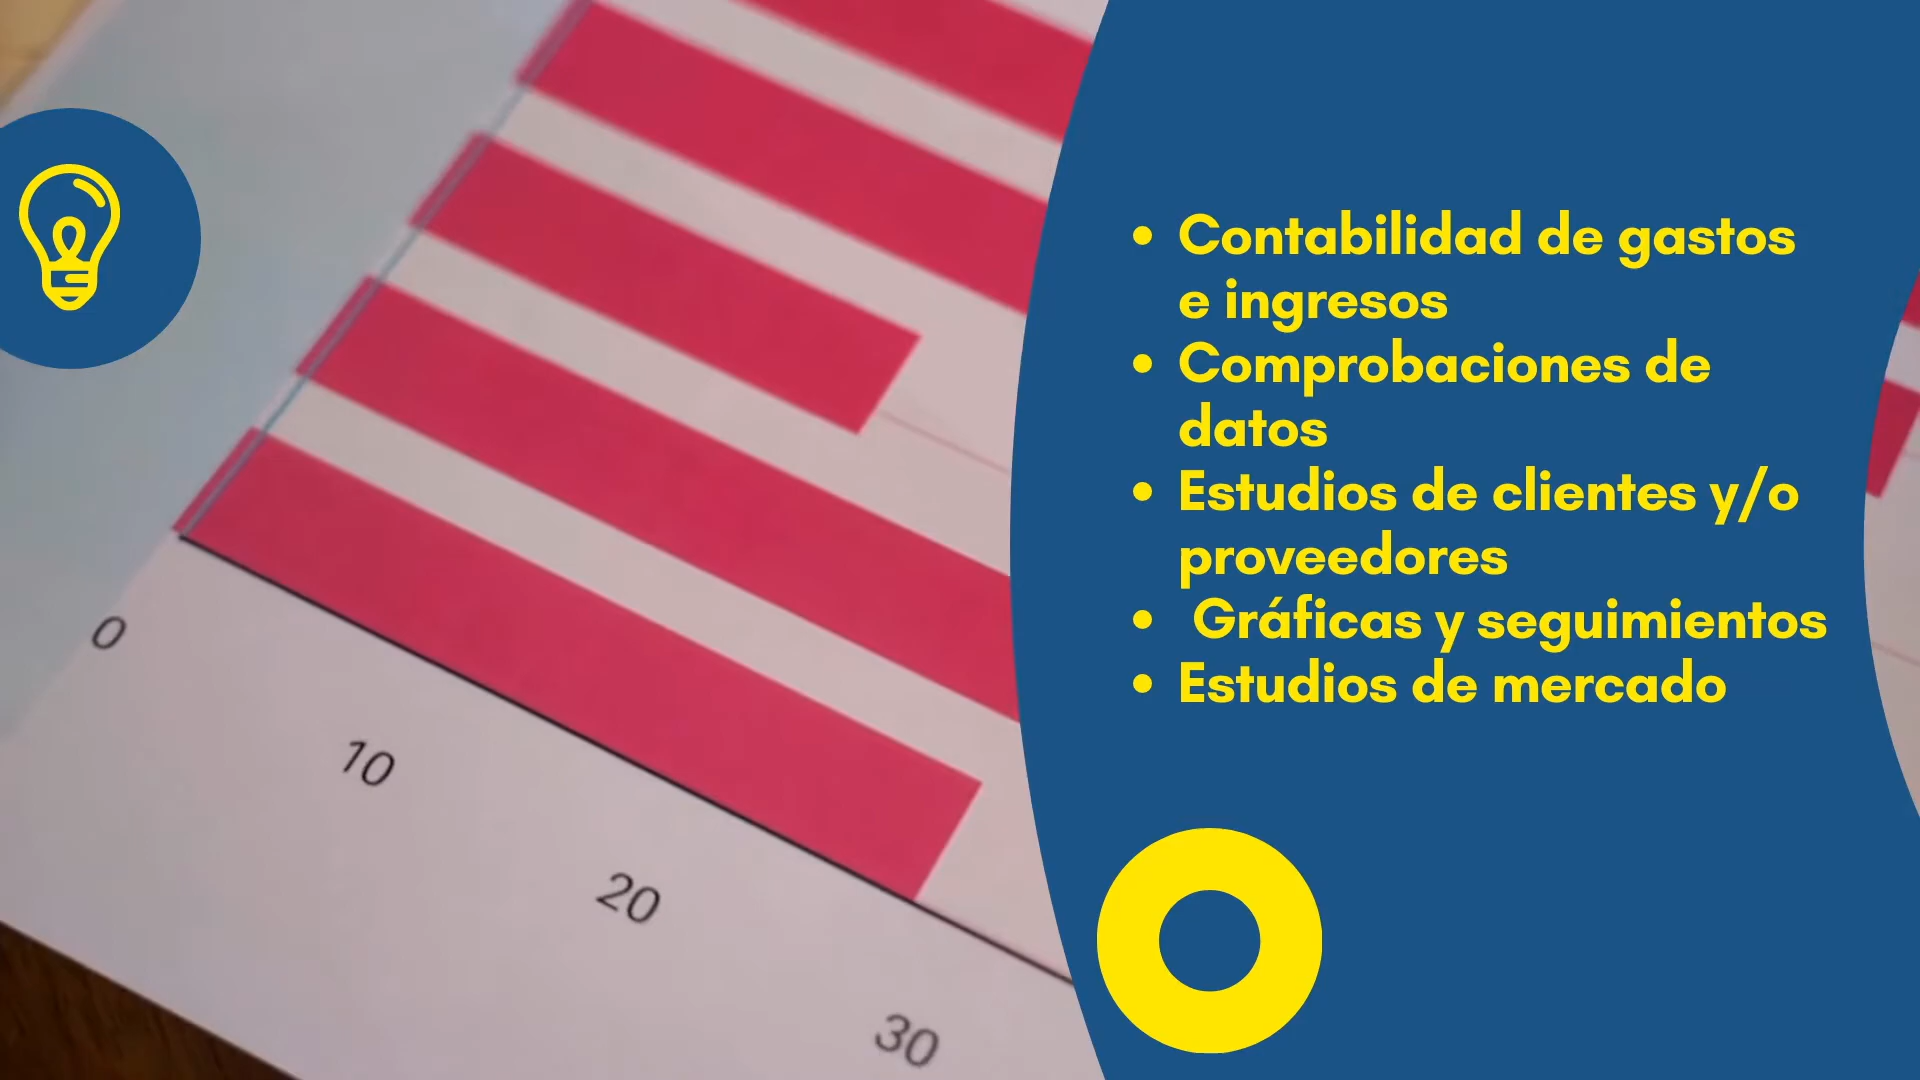 0
10
20
30
• Contabilidad de gastos
e ingresos
• Comprobaciones de
datos
• Estudios de clientes y/o
proveedores
• Gráficas y seguimientos
• Estudios de mercado